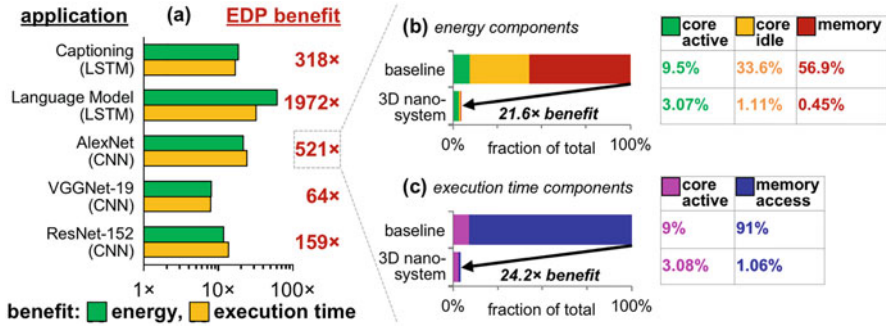 application (a) EDP benefit
Captioning
(LSTM)
318×
Language Model
(LSTM)
1972×
AlexNet
(CNN)
521×
VGGNet-19
(CNN)
64×
ResNet-152
(CNN)
159×
1× 10× 100×
benefit: energy, execution time
(b) energy components
baseline
3D nano-
system
21.6× benefit
0% fraction of total 100%
core active core idle memory
9.5% 33.6% 56.9%
3.07% 1.11% 0.45%
(c) execution time components
baseline
3D nano-
system
24.2× benefit
0% fraction of total 100%
core active memory access
9% 91%
3.08% 1.06%